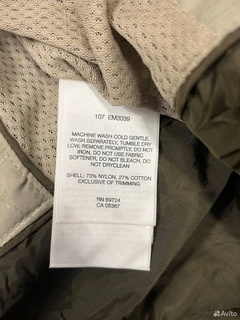 107 EM3039
MACHINE WASH COLD GENTLE,
WASH SEPARATELY, TUMBLE DRY
LOW, REMOVE PROMPTLY, DO NOT
IRON, DO NOT USE FABRIC
SOFTENER, DO NOT BLEACH, DO
NOT DRYCLEAN
SHELL: 73% NYLON, 27% COTTON
EXCLUSIVE OF TRIMMING
RN 69724
CA 05367
Avito